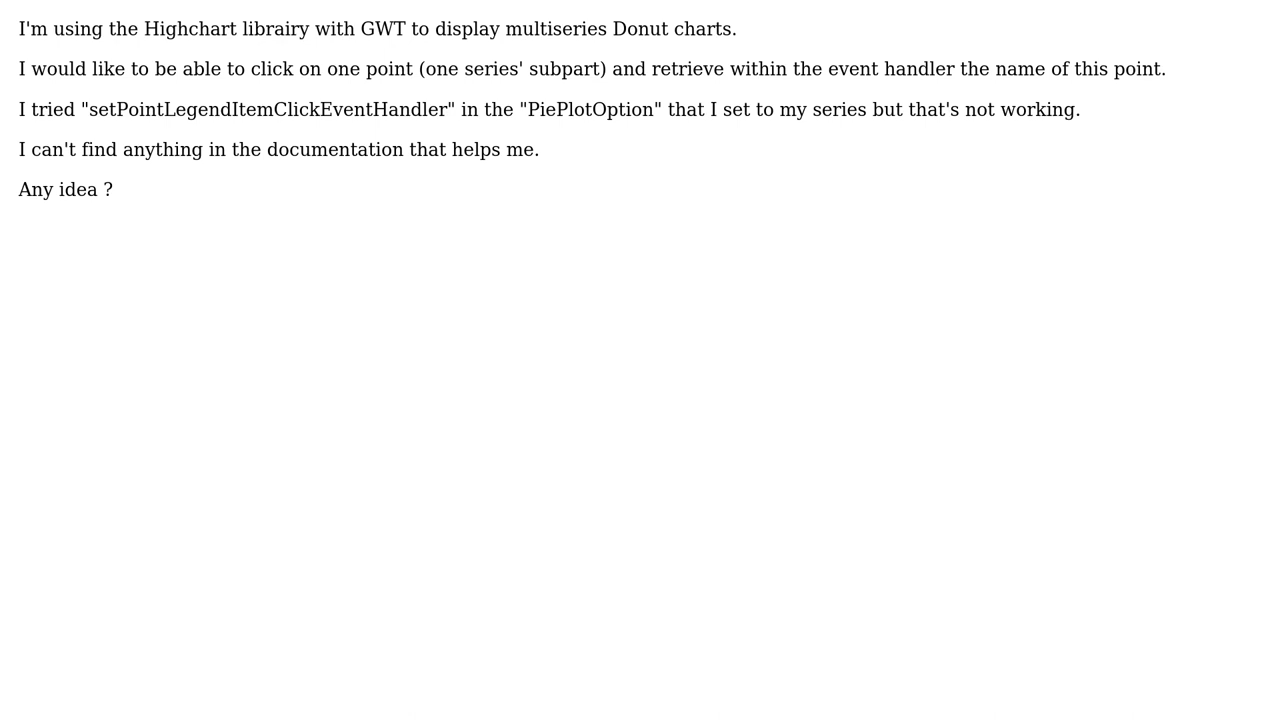 I'm using the Highchart librairy with GWT to display multiseries Donut charts.
I would like to be able to click on one point (one series' subpart) and retrieve within the event handler the name of this point.
I tried "setPointLegendItemClickEventHandler" in the "PiePlotOption" that I set to my series but that's not working.
I can't find anything in the documentation that helps me.
Any idea ?